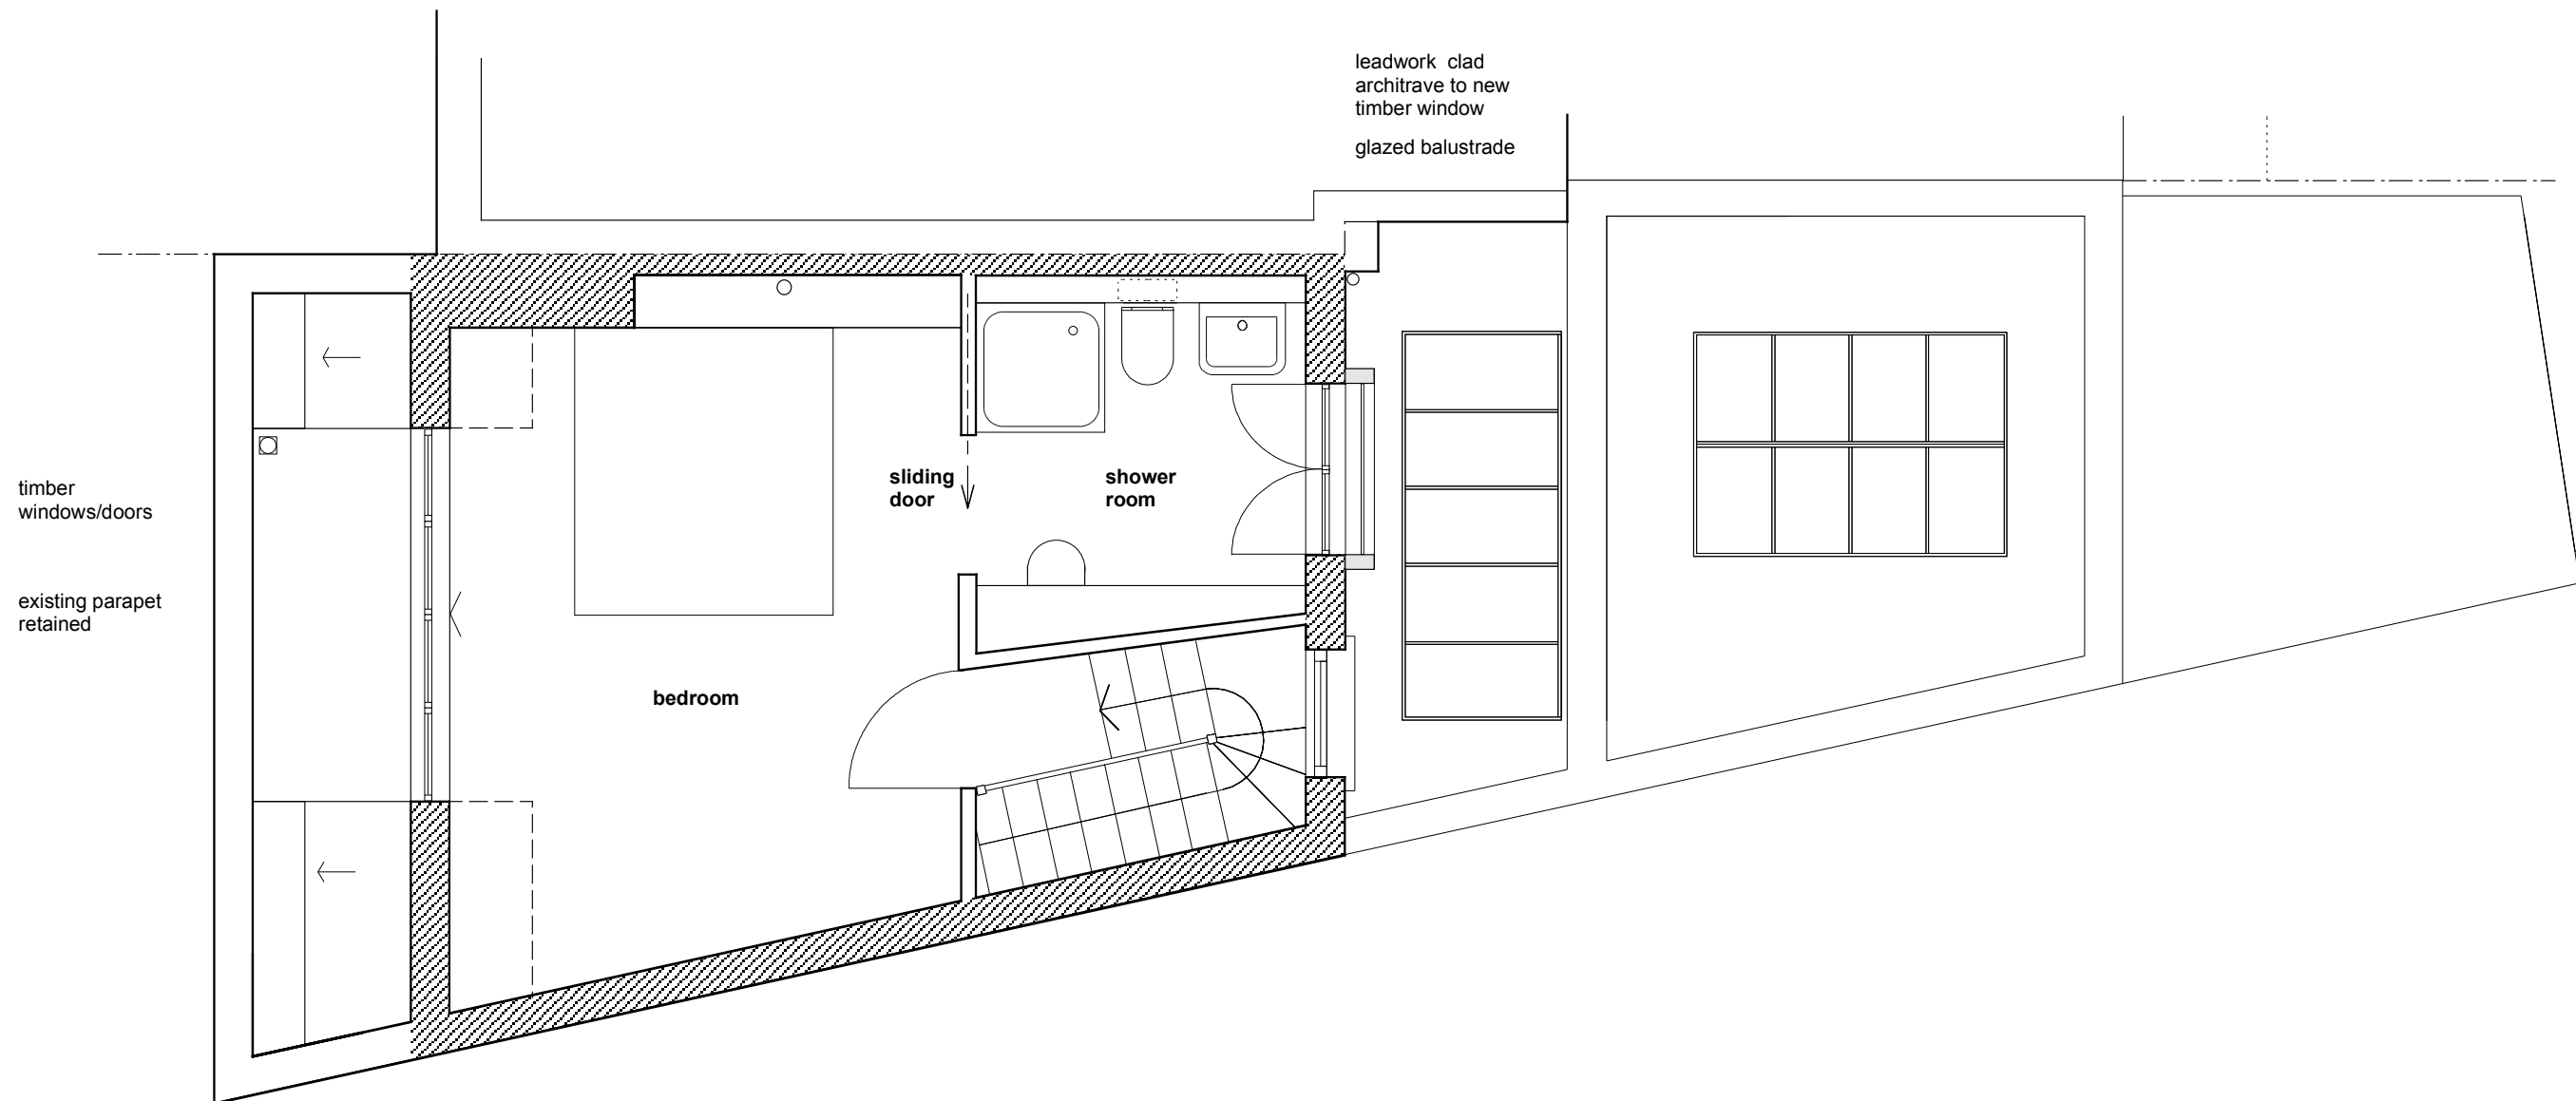 leadwork clad
architrave to new
timber window
glazed balustrade
timber
windows/doors
sliding
door
shower
room
existing parapet
retained
bedroom